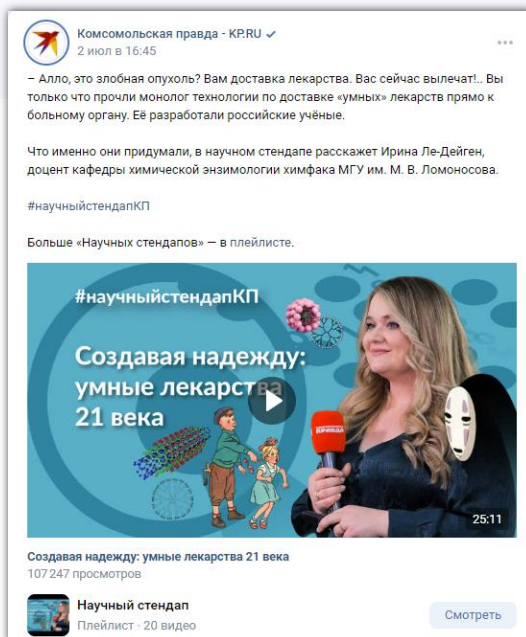 Комсомольская правда - KP.RU
2 июл в 16:45
– Алло, это злобная опухоль? Вам доставка лекарства. Вас сейчас вылечат!.. Вы
только что прочли монолог технологии по доставке «умных» лекарств прямо к
больному органу. Её разработали российские учёные.
Что именно они придумали, в научном стендапе расскажет Ирина Ле-Дейген,
доцент кафедры химической энзимологии химфака МГУ им. М. В. Ломоносова.
#научныйстендапКП
Больше «Научных стендапов» — в плейлисте.
#научныйстендапКП
Создавая надежду:
умные лекарства
21 века
25:11
Создавая надежду: умные лекарства 21 века
107 247 просмотров
Научный стендап
Плейлист · 20 видео
Смотреть